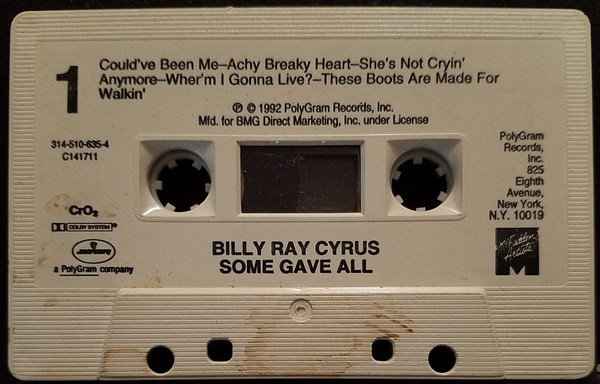 1
Could've Been Me–Achy Breaky Heart–She's Not Cryin'
Anymore–Wher'm I Gonna Live?–These Boots Are Made For
Walkin'
℗ © 1992 PolyGram Records, Inc.
Mfd. for BMG Direct Marketing, Inc. under License
314-510-635-4
C141711
PolyGram
Records,
Inc.
825
Eighth
Avenue,
New York,
N.Y. 10019
CrO₂
DOLBY SYSTEM®
a PolyGram company
BILLY RAY CYRUS
SOME GAVE ALL
McFadden
Artists
M